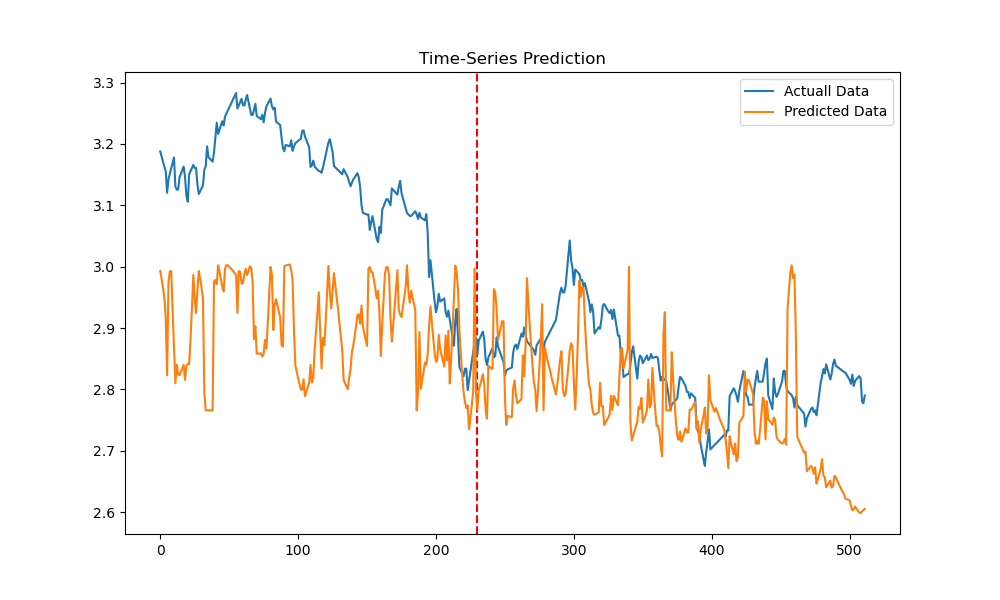 Time-Series Prediction
Actuall Data
Predicted Data
3.3
3.2
3.1
3.0
2.9
2.8
2.7
2.6
0 100 200 300 400 500